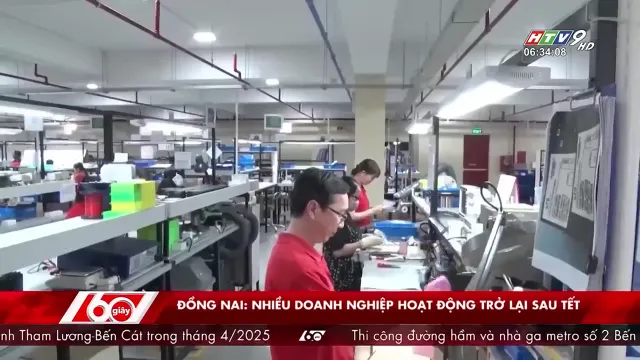 HTV9 HD
06:34:08
60 giây
ĐỒNG NAI: NHIỀU DOANH NGHIỆP HOẠT ĐỘNG TRỞ LẠI SAU TẾT
nh Tham Lương-Bến Cát trong tháng 4/2025 60 Thi công đường hầm và nhà ga metro số 2 Bến